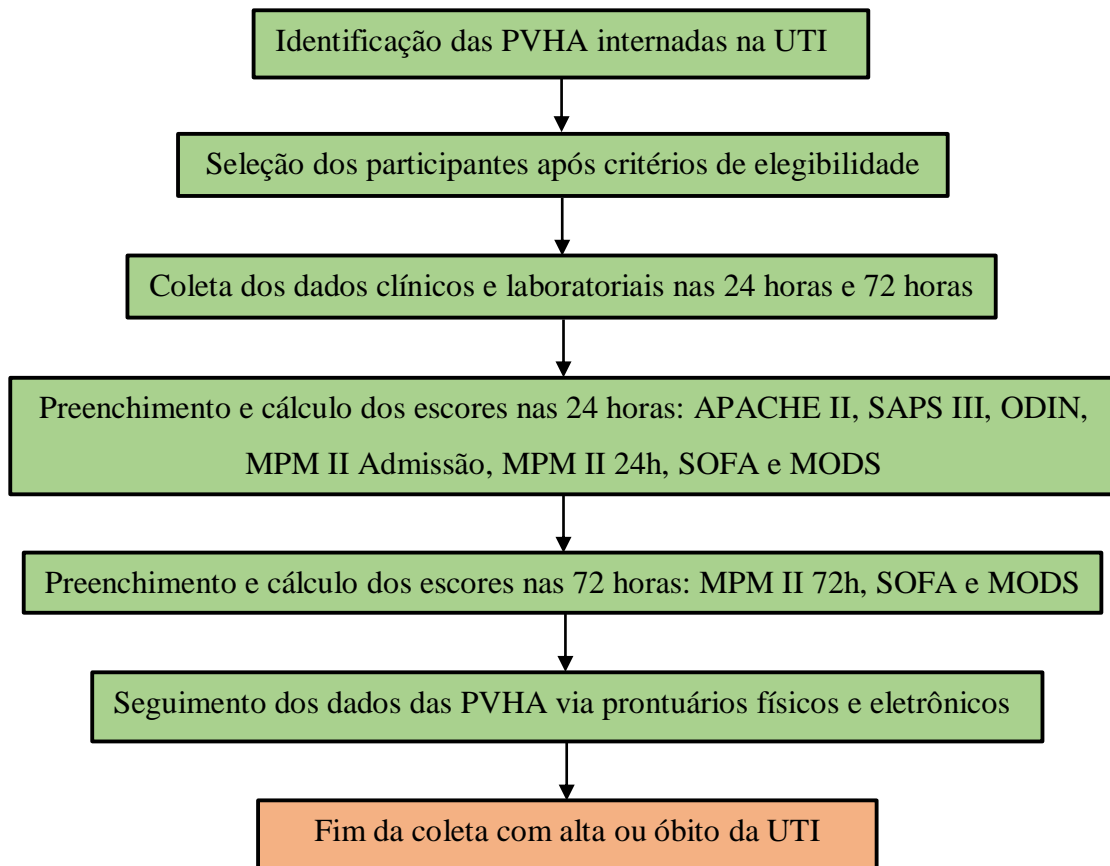 Identificação das PVHA internadas na UTI
Seleção dos participantes após critérios de elegibilidade
Coleta dos dados clínicos e laboratoriais nas 24 horas e 72 horas
Preenchimento e cálculo dos escores nas 24 horas: APACHE II, SAPS III, ODIN,
MPM II Admissão, MPM II 24h, SOFA e MODS
Preenchimento e cálculo dos escores nas 72 horas: MPM II 72h, SOFA e MODS
Seguimento dos dados das PVHA via prontuários físicos e eletrônicos
Fim da coleta com alta ou óbito da UTI